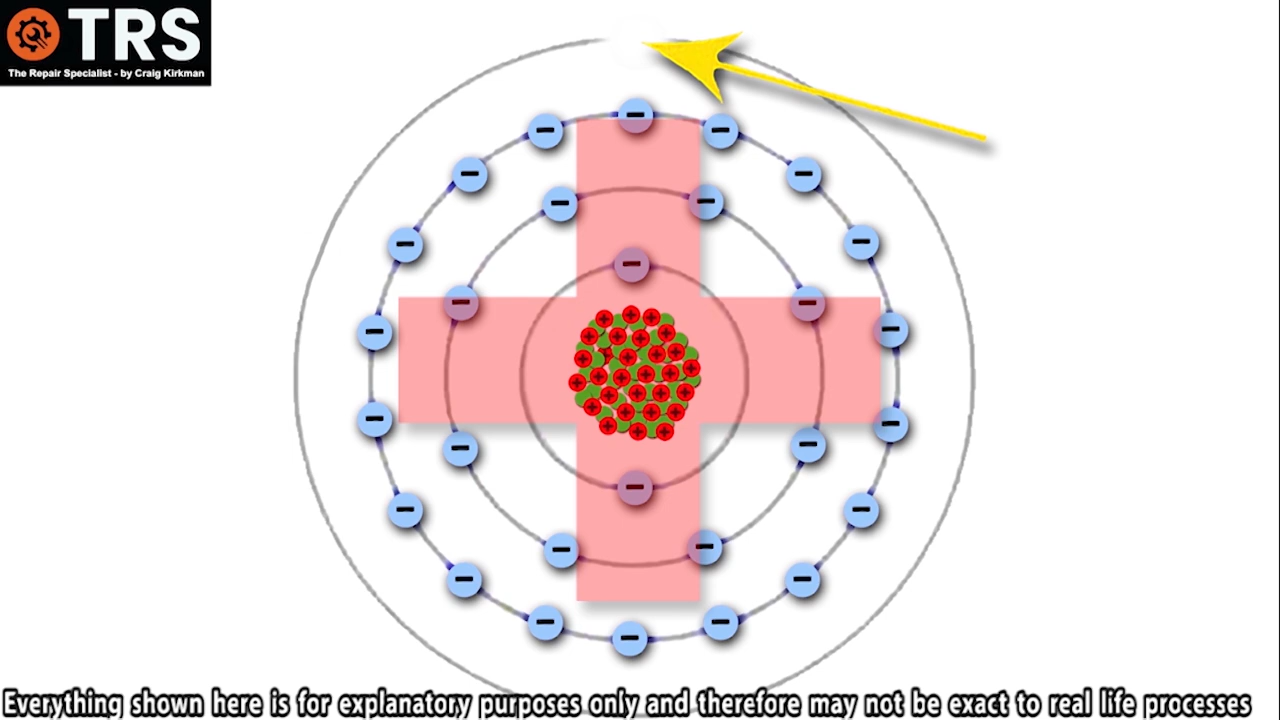 TRS
The Repair Specialist - by Craig Kirkman
Everything shown here is for explanatory purposes only and therefore may not be exact to real life processes